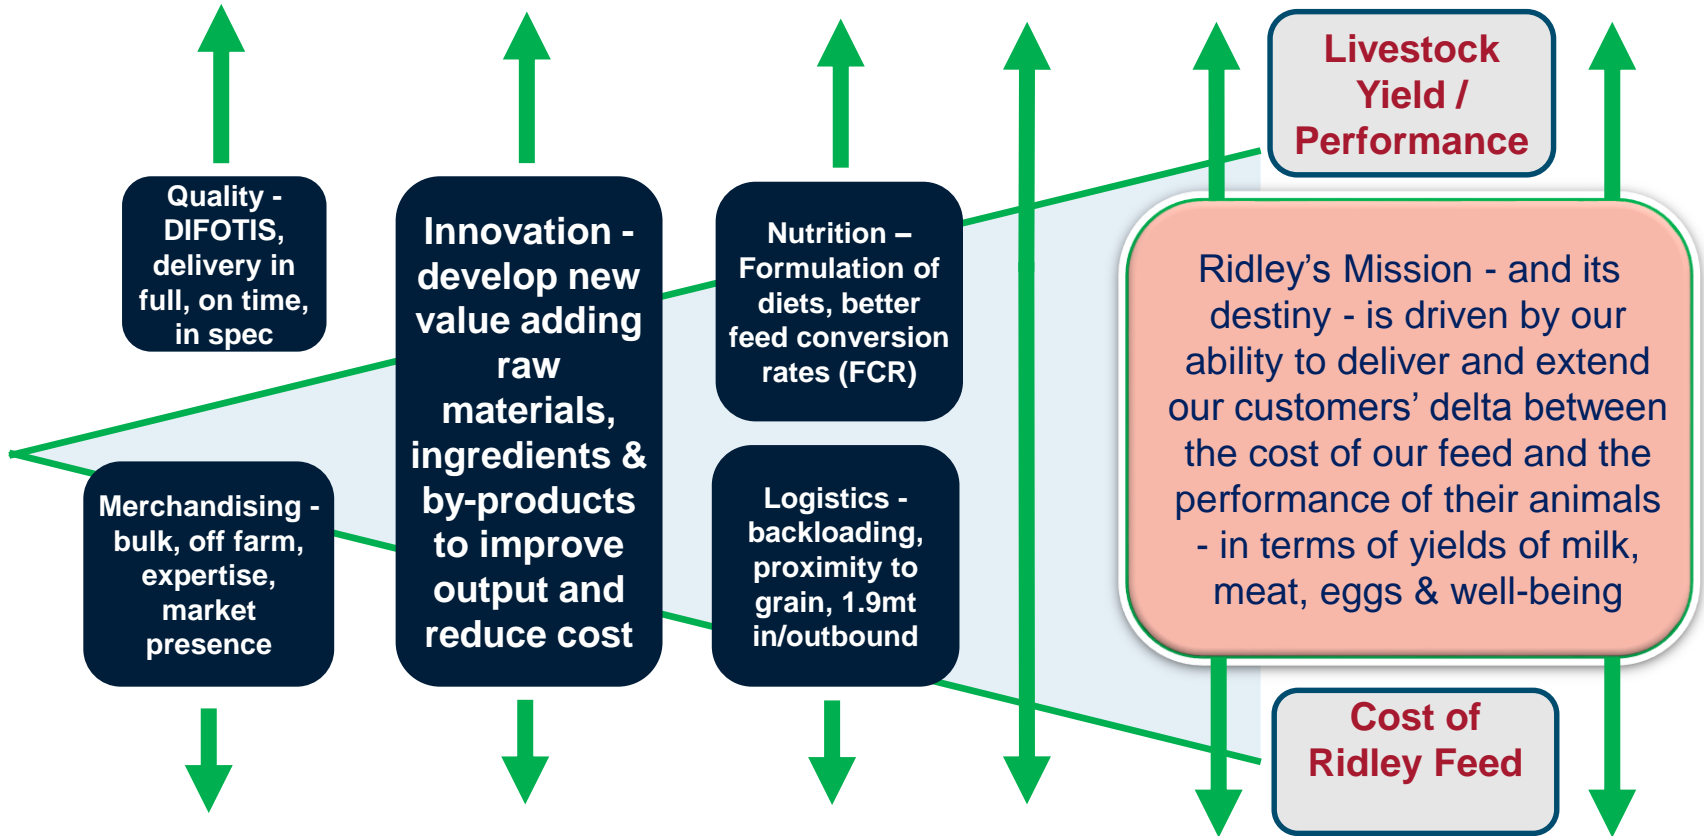 Quality -
DIFOTIS,
delivery in
full, on time,
in spec
Merchandising -
bulk, off farm,
expertise,
market
presence
Innovation -
develop new
value adding
raw
materials,
ingredients &
by-products
to improve
output and
reduce cost
Nutrition –
Formulation of
diets, better
feed conversion
rates (FCR)
Logistics -
backloading,
proximity to
grain, 1.9mt
in/outbound
Livestock
Yield /
Performance
Ridley’s Mission - and its
destiny - is driven by our
ability to deliver and extend
our customers’ delta between
the cost of our feed and the
performance of their animals
- in terms of yields of milk,
meat, eggs & well-being
Cost of
Ridley Feed